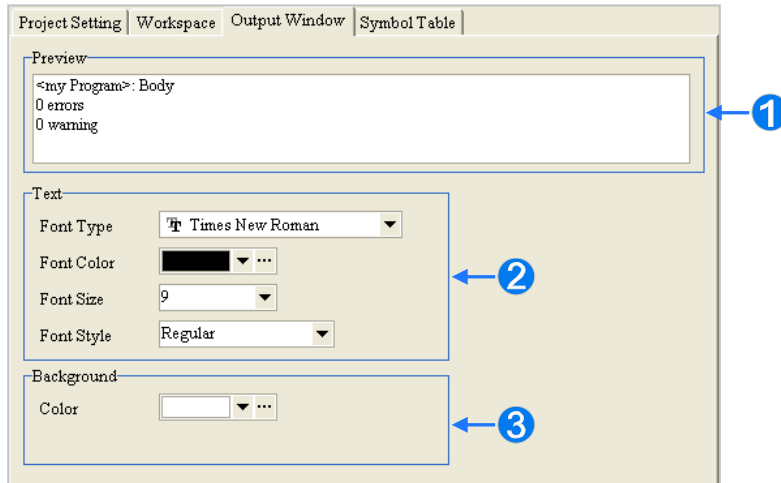 Project Setting Workspace Output Window Symbol Table
Preview
<my Program>: Body
0 errors
0 warning
1
Text
Font Type Times New Roman
Font Color
Font Size 9
Font Style Regular
2
Background
Color
3